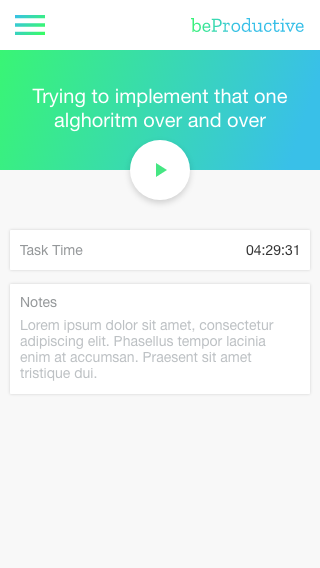 beProductive
Trying to implement that one
alghoritm over and over
Task Time 04:29:31
Notes
Lorem ipsum dolor sit amet, consectetur
adipiscing elit. Phasellus tempor lacinia
enim at accumsan. Praesent sit amet
tristique dui.